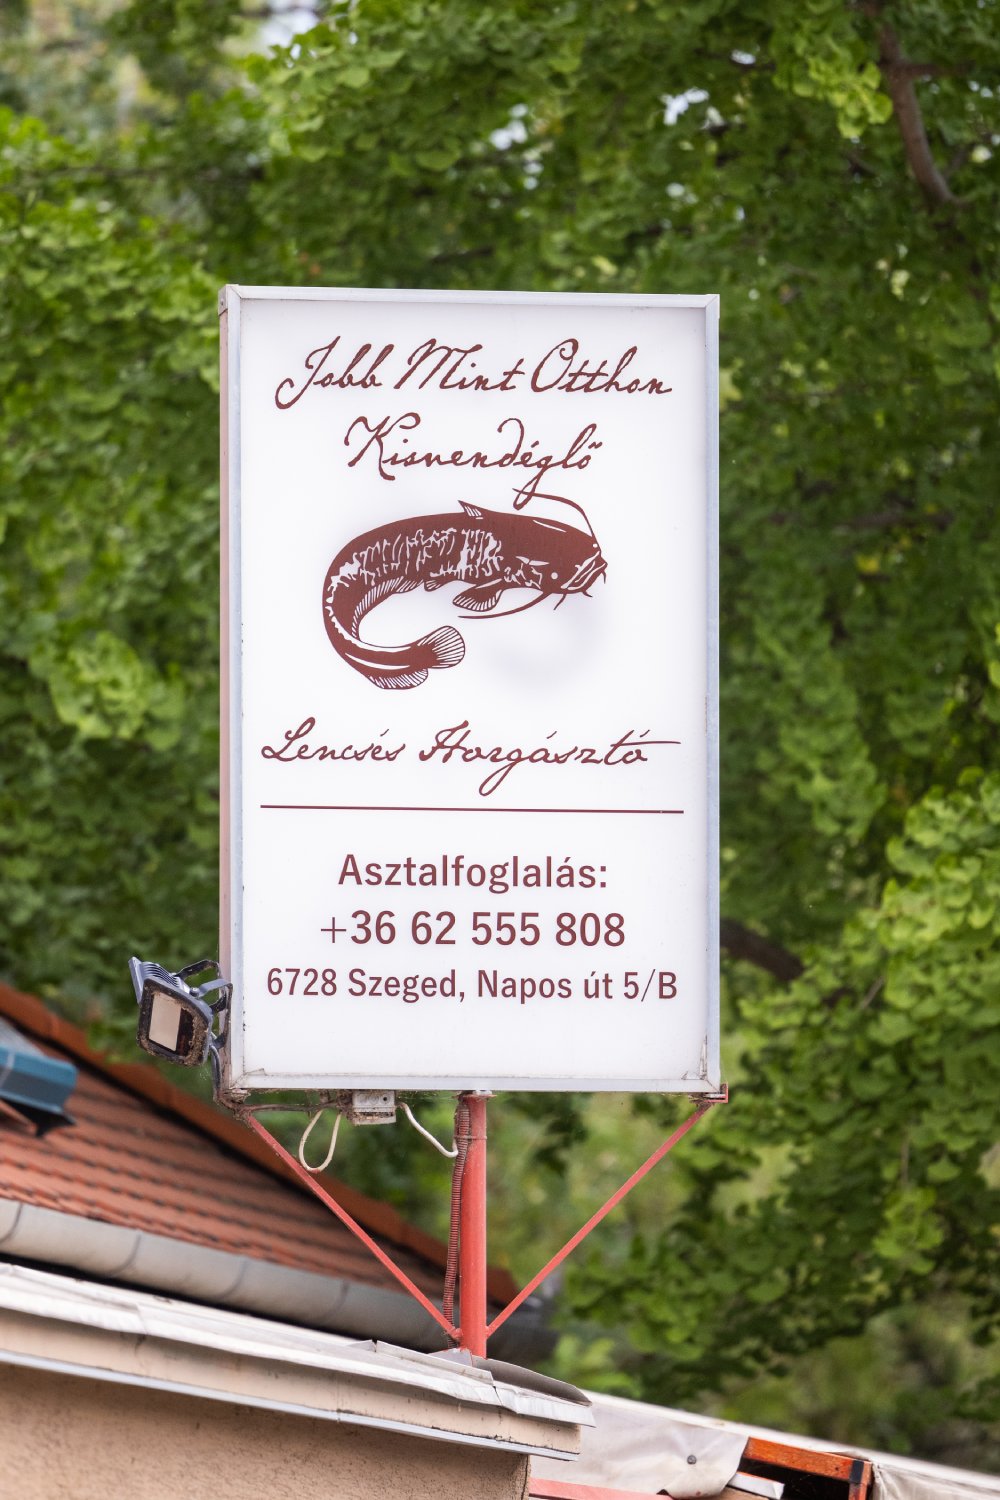 Jobb Mint Otthon
Kisvendéglő
Lencsés Horgásztó
Asztalfoglalás:
+36 62 555 808
6728 Szeged, Napos út 5/B